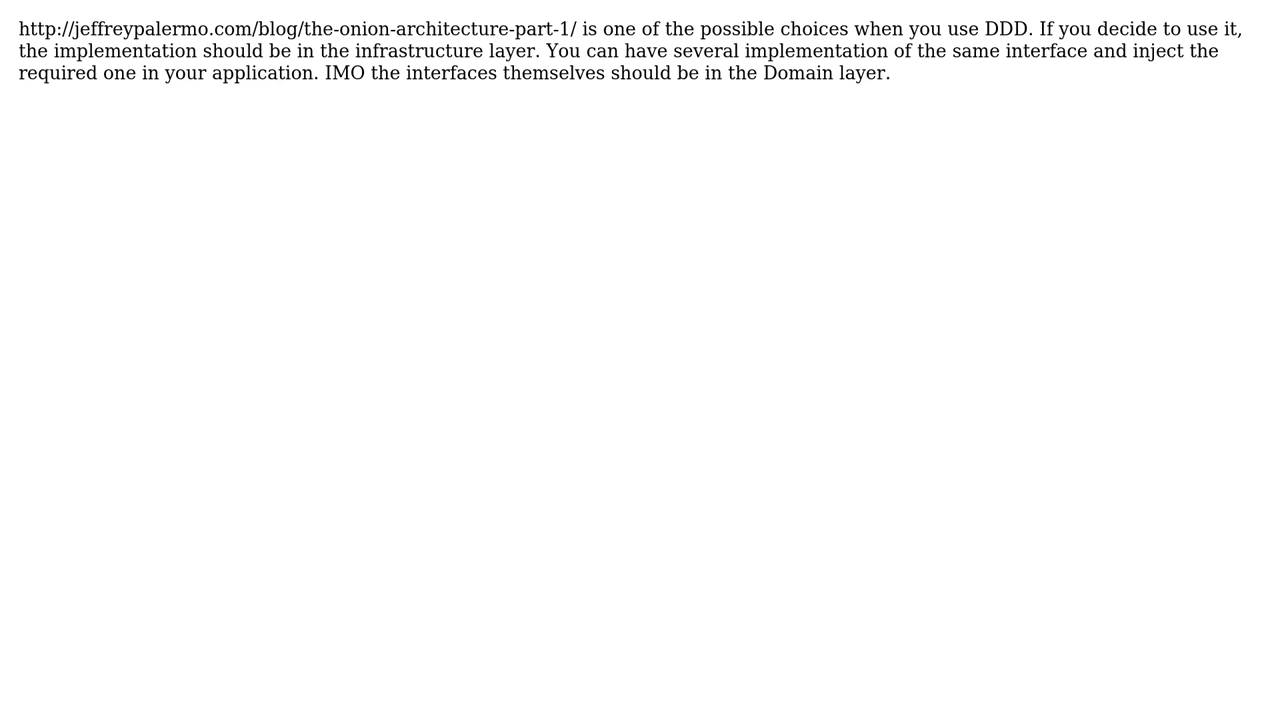 http://jeffreypalermo.com/blog/the-onion-architecture-part-1/ is one of the possible choices when you use DDD. If you decide to use it,
the implementation should be in the infrastructure layer. You can have several implementation of the same interface and inject the
required one in your application. IMO the interfaces themselves should be in the Domain layer.